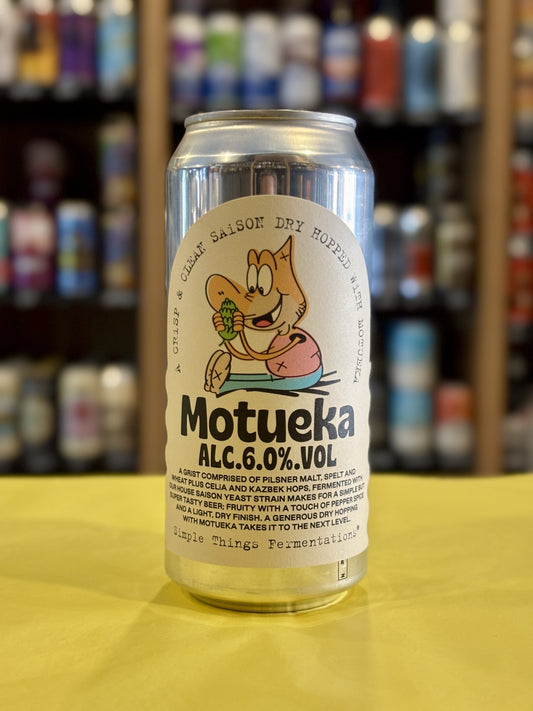 A CRiSP & CLEAN SAiSON DRY HOPPED WiTH MOTUEKA
Motueka
ALC.6.0%.VOL
A GRIST COMPRISED OF PILSNER MALT, SPELT AND
WHEAT PLUS CELIA AND KAZBEK HOPS, FERMENTED WITH
OUR HOUSE SAISON YEAST STRAIN MAKES FOR A SIMPLE BUT
SUPER TASTY BEER; FRUITY WITH A TOUCH OF PEPPER SPICE
AND A LIGHT, DRY FINISH. A GENEROUS DRY HOPPING
WITH MOTUEKA TAKES IT TO THE NEXT LEVEL.
Simple Things Fermentations®